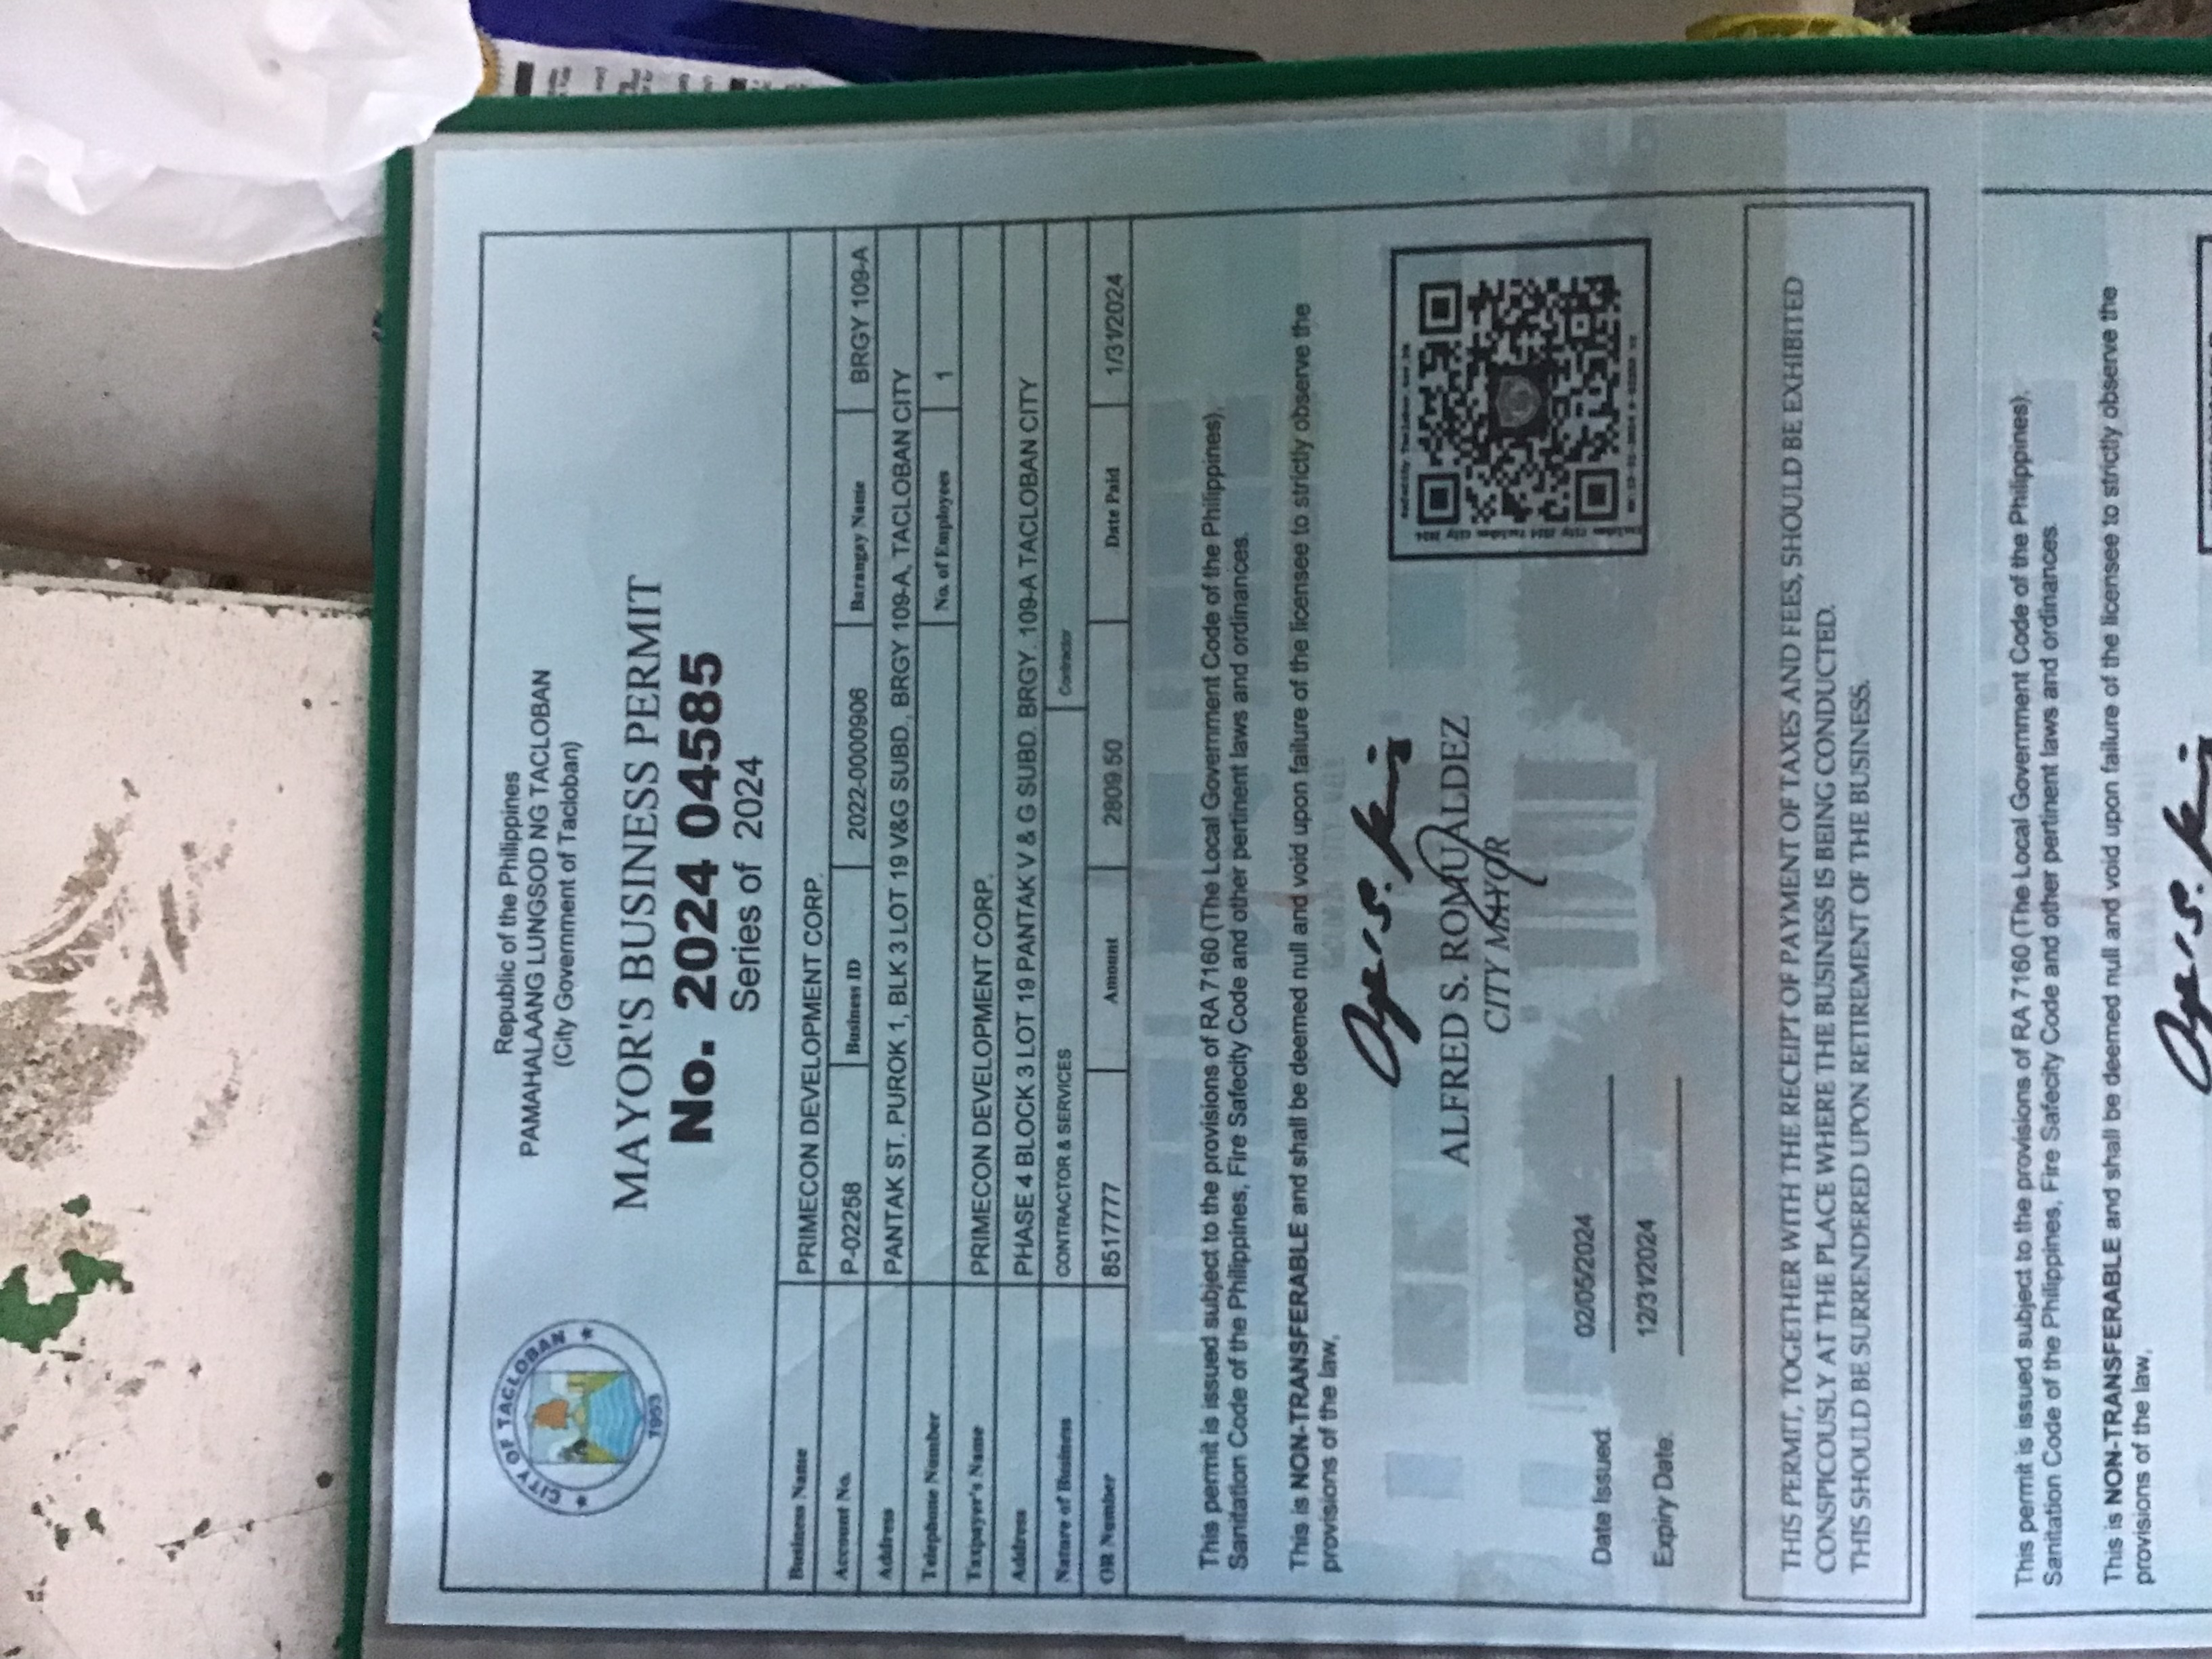 CITY OF TACLOBAN
1953
Republic of the Philippines
PAMAHALAANG LUNGSOD NG TACLOBAN
(City Government of Tacloban)
MAYOR'S BUSINESS PERMIT
No. 2024 04585
Series of 2024
Business Name PRIMECON DEVELOPMENT CORP.
Account No. P-02258 Business ID 2022-0000906 Barangay Name BRGY 109-A
Address PANTAK ST. PUROK 1, BLK 3 LOT 19 V&G SUBD., BRGY 109-A, TACLOBAN CITY
Telephone Number No. of Employees 1
Taxpayer's Name PRIMECON DEVELOPMENT CORP.
Address PHASE 4 BLOCK 3 LOT 19 PANTAK V & G SUBD. BRGY. 109-A TACLOBAN CITY
Nature of Business CONTRACTOR & SERVICES Contractor
OR Number 8517777 Amount 2809.50 Date Paid 1/31/2024
This permit is issued subject to the provisions of RA 7160 (The Local Government Code of the Philippines),
Sanitation Code of the Philippines, Fire Safecity Code and other pertinent laws and ordinances.
This is NON-TRANSFERABLE and shall be deemed null and void upon failure of the licensee to strictly observe the
provisions of the law,
ALFRED S. ROMUALDEZ
CITY MAYOR
Date Issued: 02/05/2024
Expiry Date: 12/31/2024
THIS PERMIT, TOGETHER WITH THE RECEIPT OF PAYMENT OF TAXES AND FEES, SHOULD BE EXHIBITED
CONSPICOUSLY AT THE PLACE WHERE THE BUSINESS IS BEING CONDUCTED.
THIS SHOULD BE SURRENDERED UPON RETIREMENT OF THE BUSINESS.
This permit is issued subject to the provisions of RA 7160 (The Local Government Code of the Philippines),
Sanitation Code of the Philippines, Fire Safecity Code and other pertinent laws and ordinances.
This is NON-TRANSFERABLE and shall be deemed null and void upon failure of the licensee to strictly observe the
provisions of the law,